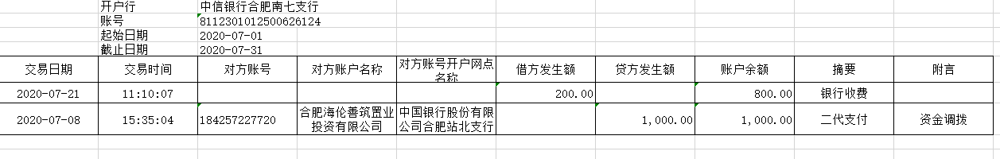 开户行 中信银行合肥南七支行
账号 8112301012500626124
起始日期 2020-07-01
截止日期 2020-07-31
交易日期 交易时间 对方账号 对方账户名称 对方账号开户网点名称 借方发生额 贷方发生额 账户余额 摘要 附言
2020-07-21 11:10:07 200.00 800.00 银行收费
2020-07-08 15:35:04 184257227720 合肥海伦善筑置业投资有限公司 中国银行股份有限公司合肥站北支行 1,000.00 1,000.00 二代支付 资金调拨